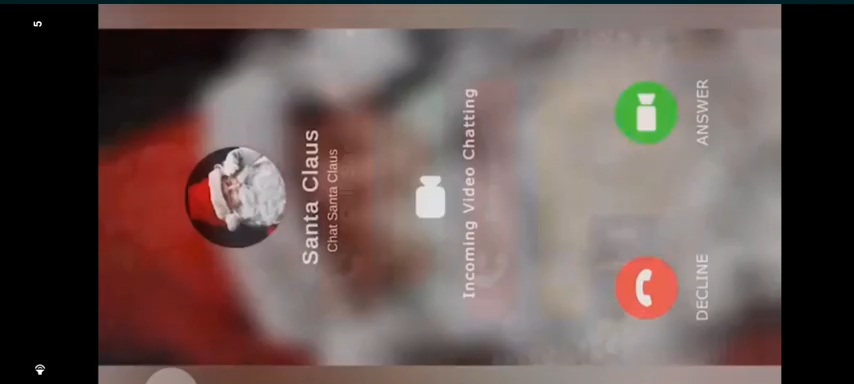 5
Santa Claus
Chat Santa Claus
Incoming Video Chatting
DECLINE
ANSWER